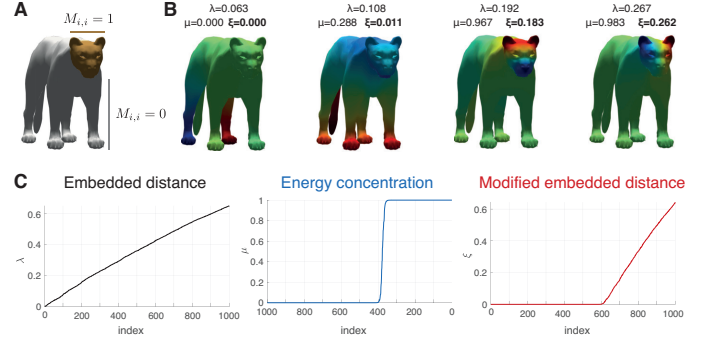 A
M_{i,i} = 1
M_{i,i} = 0
B
λ=0.063
μ=0.000 ξ=0.000
λ=0.108
μ=0.288 ξ=0.011
λ=0.192
μ=0.967 ξ=0.183
λ=0.267
μ=0.983 ξ=0.262
C
Embedded distance
λ
0.6
0.4
0.2
0
0 200 400 600 800 1000
index
Energy concentration
μ
1
0.8
0.6
0.4
0.2
0
1000 800 600 400 200 0
index
Modified embedded distance
ξ
0.6
0.4
0.2
0
0 200 400 600 800 1000
index